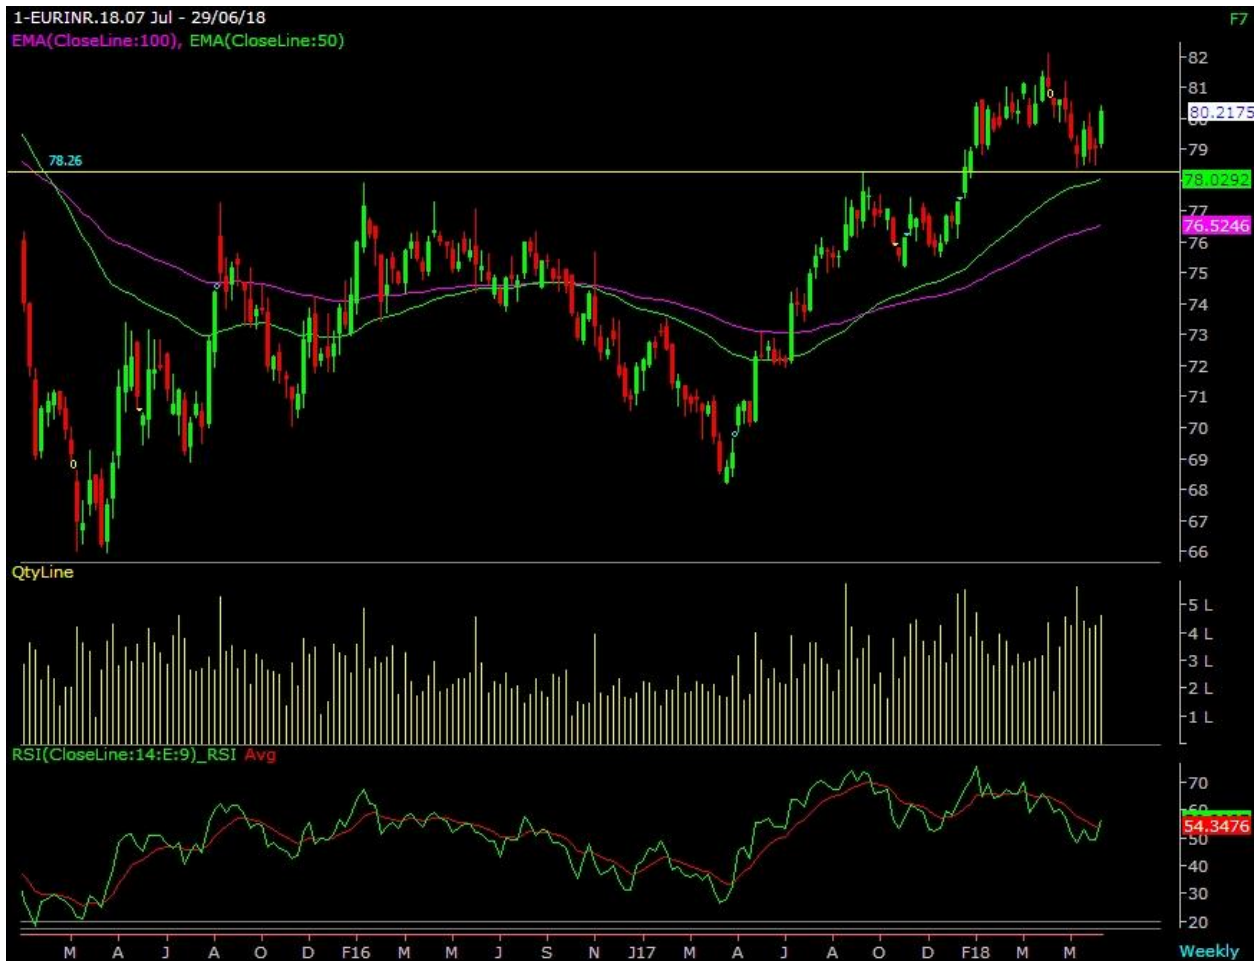 1-EURINR.18.07 Jul - 29/06/18
F7
EMA(CloseLine:100), EMA(CloseLine:50)
82
81
80.2175
80
79
78.26
78.0292
77
76.5246
76
75
74
73
72
71
70
69
68
67
66
QtyLine
5 L
4 L
3 L
2 L
1 L
RSI(CloseLine:14:E:9)_RSI Avg
70
60
54.3476
50
40
30
20
M A J A O D F16 M M J S N J17 M A J A O D F18 M M
Weekly